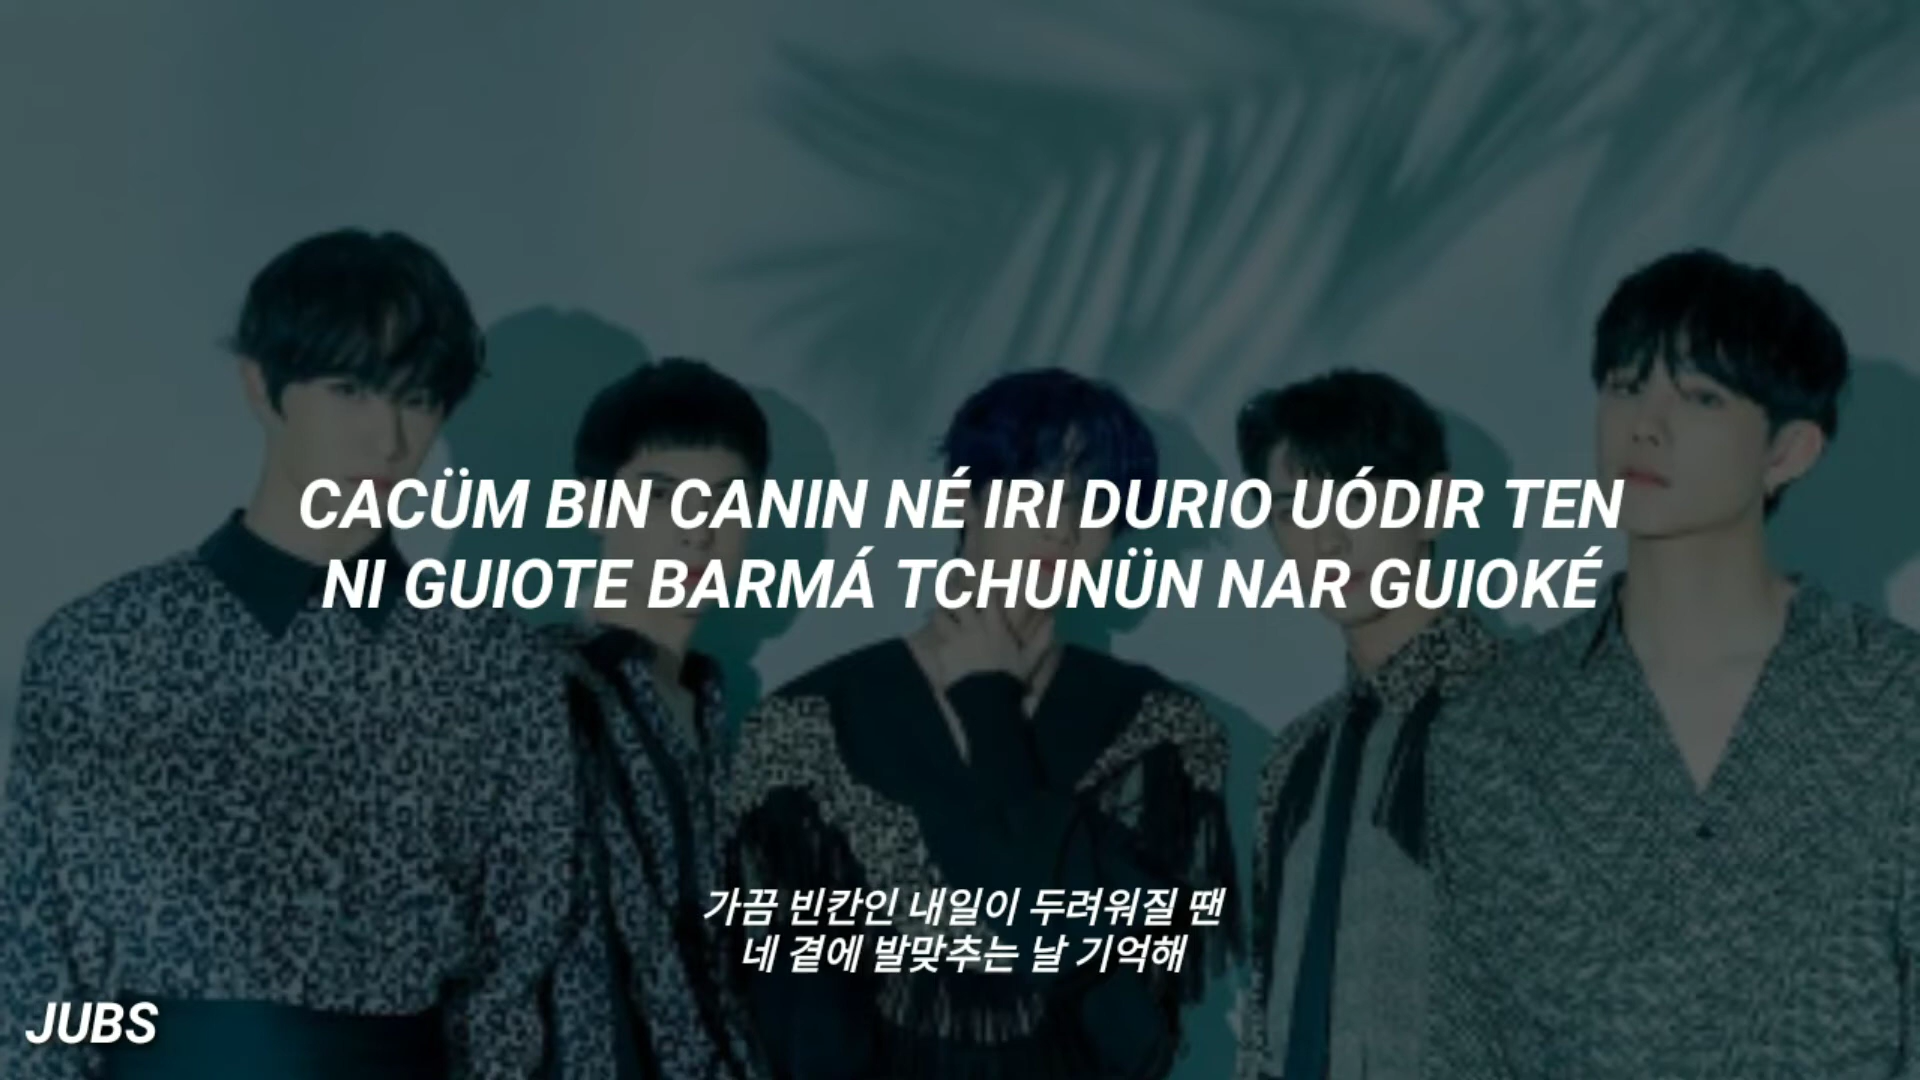 CACÜM BIN CANIN NÉ IRI DURIO UÓDIR TEN
NI GUIOTE BARMÁ TCHUNÜN NAR GUIOKÉ
가끔 빈칸인 내일이 두려워질 땐
네 곁에 발맞추는 날 기억해
JUBS